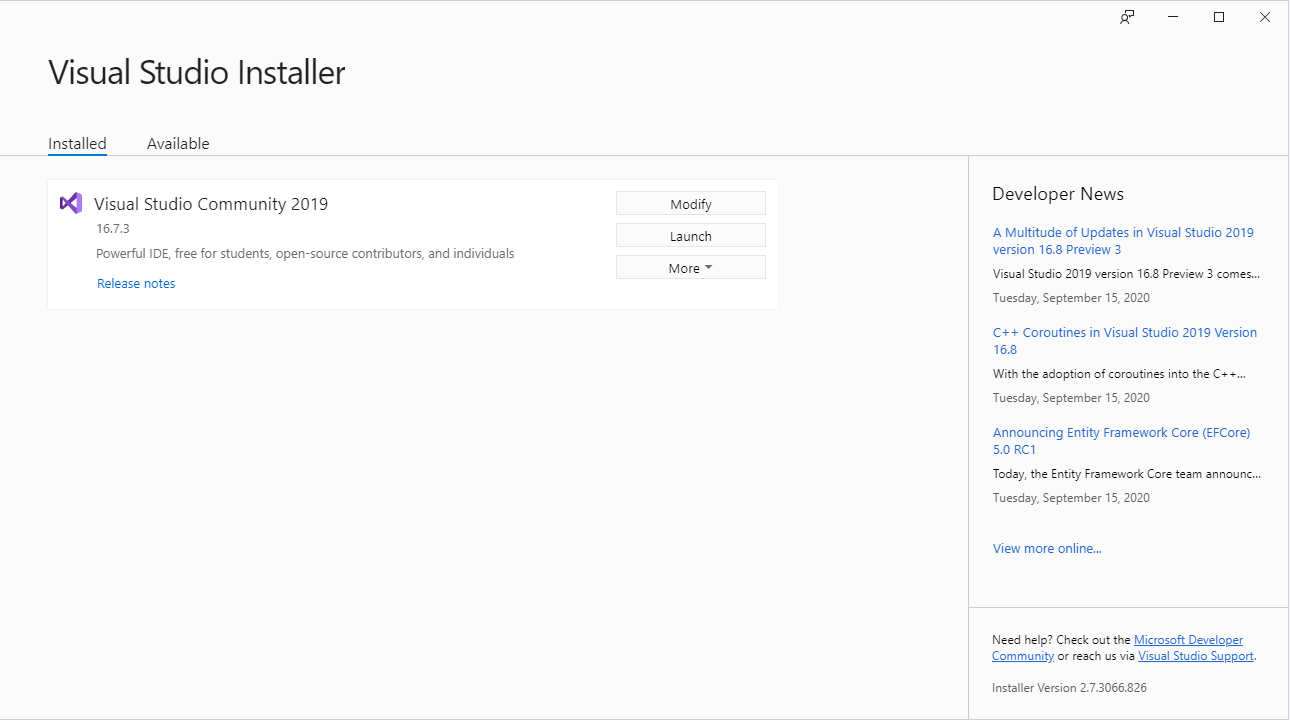 Visual Studio Installer
Installed
Available
Visual Studio Community 2019
16.7.3
Powerful IDE, free for students, open-source contributors, and individuals
Release notes
Modify
Launch
More
Developer News
A Multitude of Updates in Visual Studio 2019
version 16.8 Preview 3
Visual Studio 2019 version 16.8 Preview 3 comes...
Tuesday, September 15, 2020
C++ Coroutines in Visual Studio 2019 Version
16.8
With the adoption of coroutines into the C++...
Tuesday, September 15, 2020
Announcing Entity Framework Core (EFCore)
5.0 RC1
Today, the Entity Framework Core team announc...
Tuesday, September 15, 2020
View more online...
Need help? Check out the Microsoft Developer
Community or reach us via Visual Studio Support.
Installer Version 2.7.3066.826